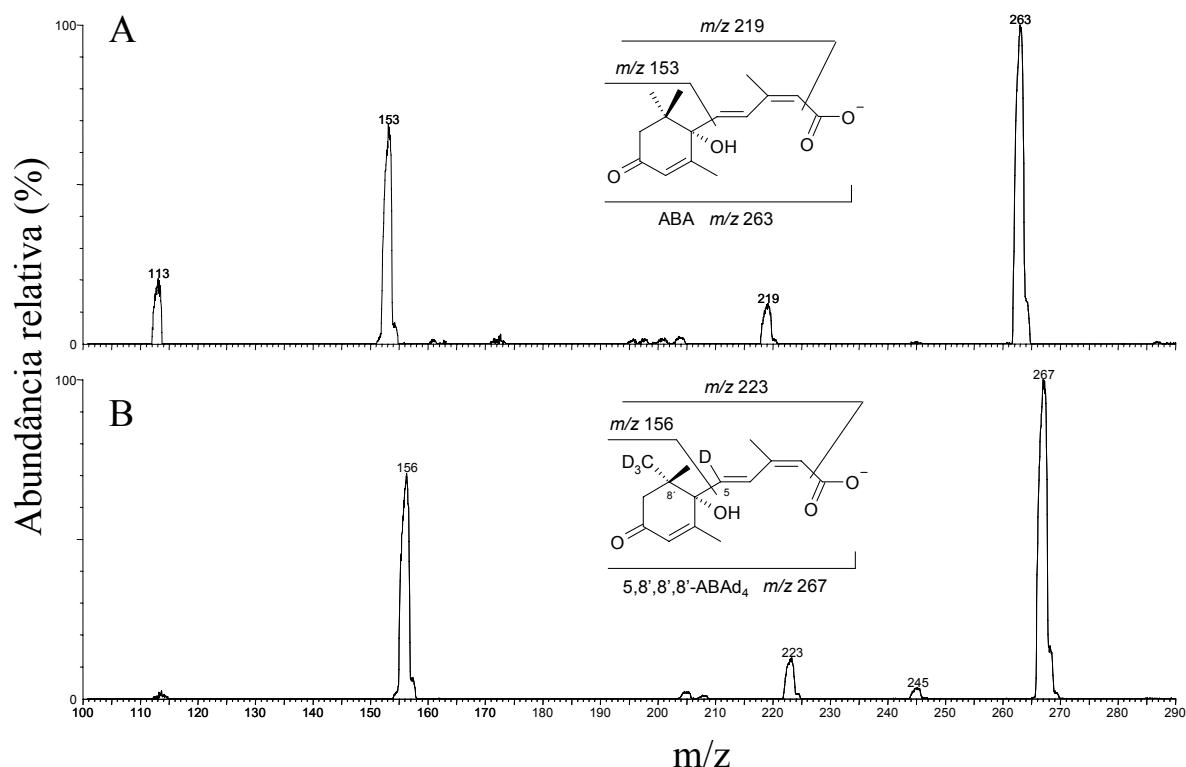 Abundância relativa (%)
A
100
0
113
153
219
263
m/z 219
m/z 153
O
OH
O
O−
ABA m/z 263
B
100
0
156
223
245
267
m/z 223
m/z 156
D3C
D
8'
5
O
OH
O
O−
5,8',8',8'-ABAd4 m/z 267
100 110 120 130 140 150 160 170 180 190 200 210 220 230 240 250 260 270 280 290
m/z